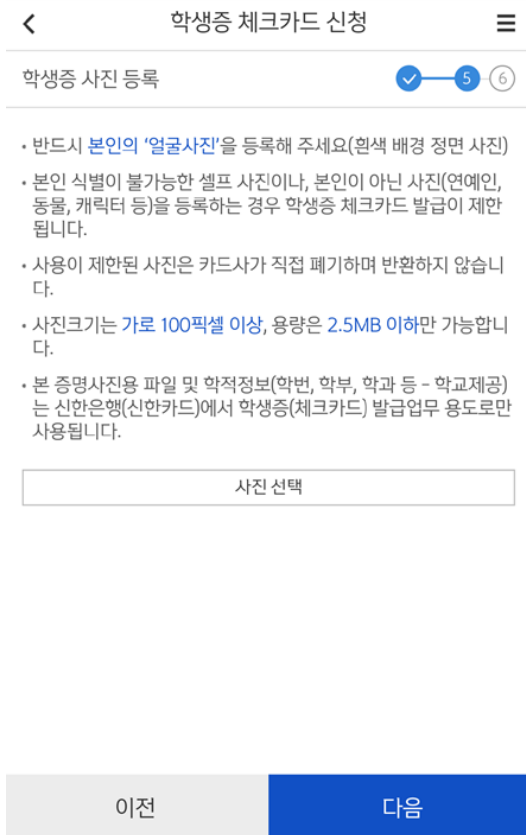 학생증 체크카드 신청
학생증 사진 등록
5
6
• 반드시 본인의 ‘얼굴사진’을 등록해 주세요(흰색 배경 정면 사진)
• 본인 식별이 불가능한 셀프 사진이나, 본인이 아닌 사진(연예인,
동물, 캐릭터 등)을 등록하는 경우 학생증 체크카드 발급이 제한
됩니다.
• 사용이 제한된 사진은 카드사가 직접 폐기하며 반환하지 않습니
다.
• 사진크기는 가로 100픽셀 이상, 용량은 2.5MB 이하만 가능합니
다.
• 본 증명사진용 파일 및 학적정보(학번, 학부, 학과 등 – 학교제공)
는 신한은행(신한카드)에서 학생증(체크카드) 발급업무 용도로만
사용됩니다.
사진 선택
이전
다음